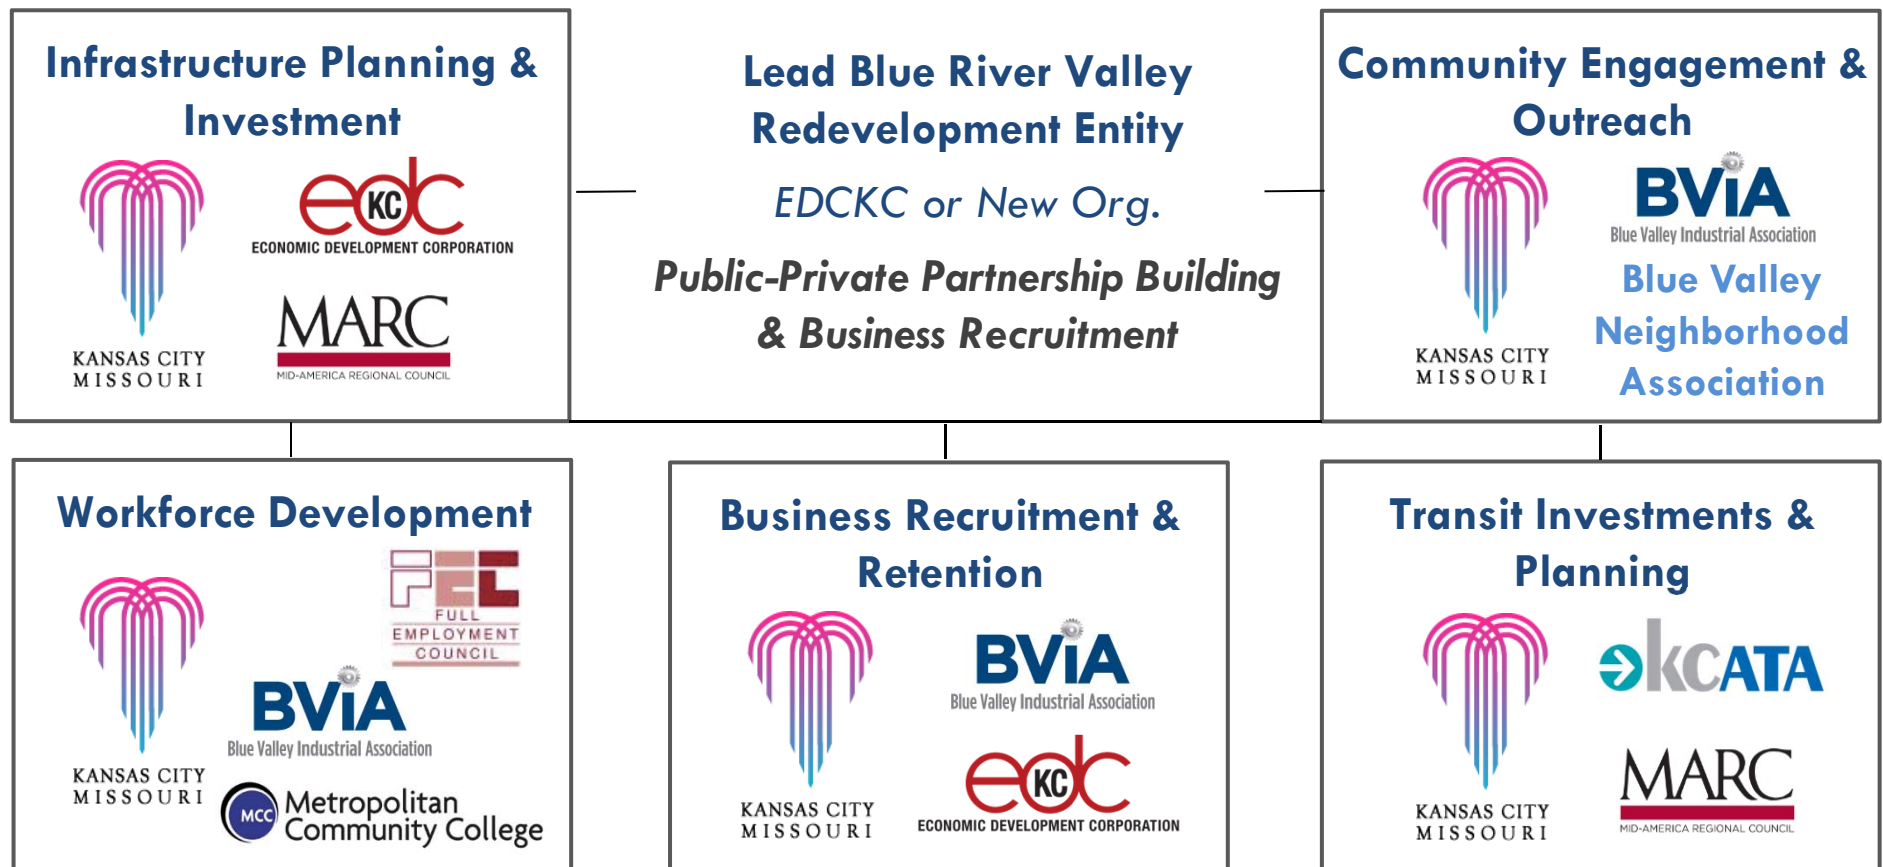 Infrastructure Planning &
Investment
KANSAS CITY
MISSOURI
edc
KC
ECONOMIC DEVELOPMENT CORPORATION
MARC
MID-AMERICA REGIONAL COUNCIL
Lead Blue River Valley
Redevelopment Entity
EDCKC or New Org.
Public-Private Partnership Building
& Business Recruitment
Community Engagement &
Outreach
KANSAS CITY
MISSOURI
BViA
Blue Valley Industrial Association
Blue Valley
Neighborhood
Association
Workforce Development
KANSAS CITY
MISSOURI
FEC
FULL
EMPLOYMENT
COUNCIL
BViA
Blue Valley Industrial Association
MCC
Metropolitan
Community College
Business Recruitment &
Retention
KANSAS CITY
MISSOURI
BViA
Blue Valley Industrial Association
edc
KC
ECONOMIC DEVELOPMENT CORPORATION
Transit Investments &
Planning
KANSAS CITY
MISSOURI
kcATA
MARC
MID-AMERICA REGIONAL COUNCIL